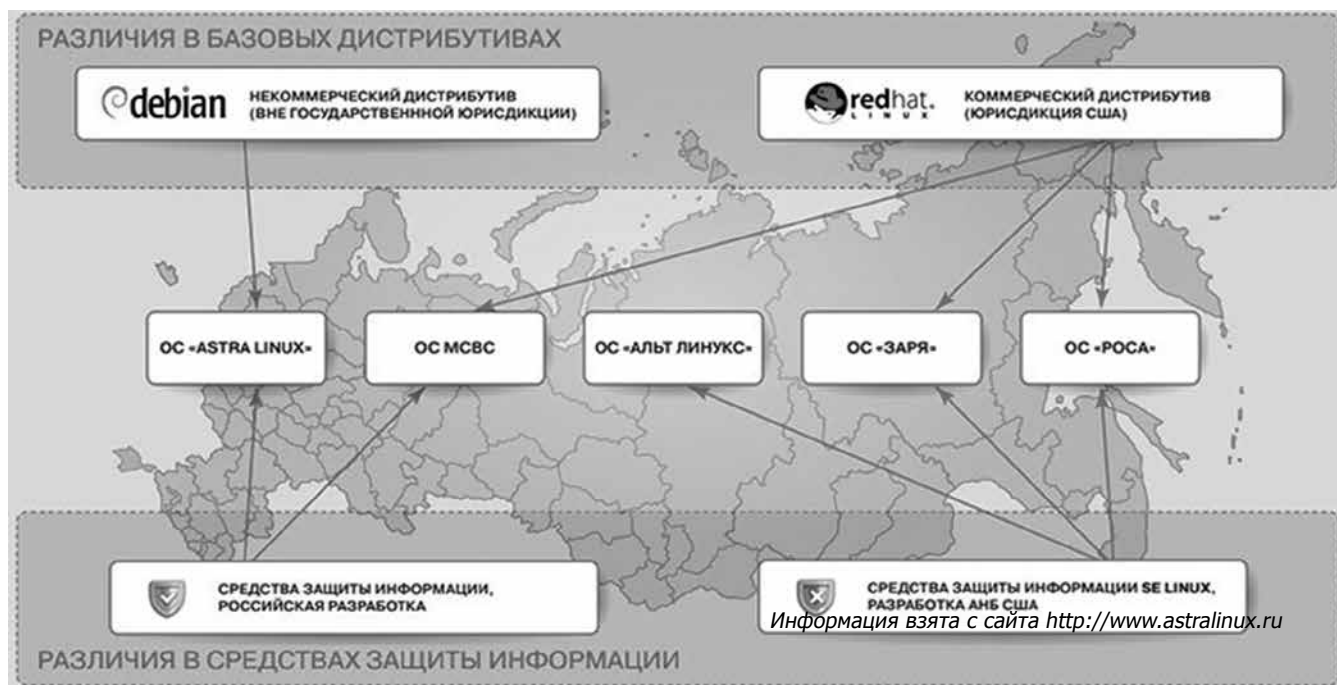 РАЗЛИЧИЯ В БАЗОВЫХ ДИСТРИБУТИВАХ
debian
НЕКОММЕРЧЕСКИЙ ДИСТРИБУТИВ
(ВНЕ ГОСУДАРСТВЕНННОЙ ЮРИСДИКЦИИ)
redhat.
LINUX
КОММЕРЧЕСКИЙ ДИСТРИБУТИВ
(ЮРИСДИКЦИЯ США)
ОС «ASTRA LINUX»
ОС МСВС
ОС «АЛЬТ ЛИНУКС»
ОС «ЗАРЯ»
ОС «РОСА»
СРЕДСТВА ЗАЩИТЫ ИНФОРМАЦИИ,
РОССИЙСКАЯ РАЗРАБОТКА
СРЕДСТВА ЗАЩИТЫ ИНФОРМАЦИИ SE LINUX,
РАЗРАБОТКА АНБ США
Информация взята с сайта http://www.astralinux.ru
РАЗЛИЧИЯ В СРЕДСТВАХ ЗАЩИТЫ ИНФОРМАЦИИ